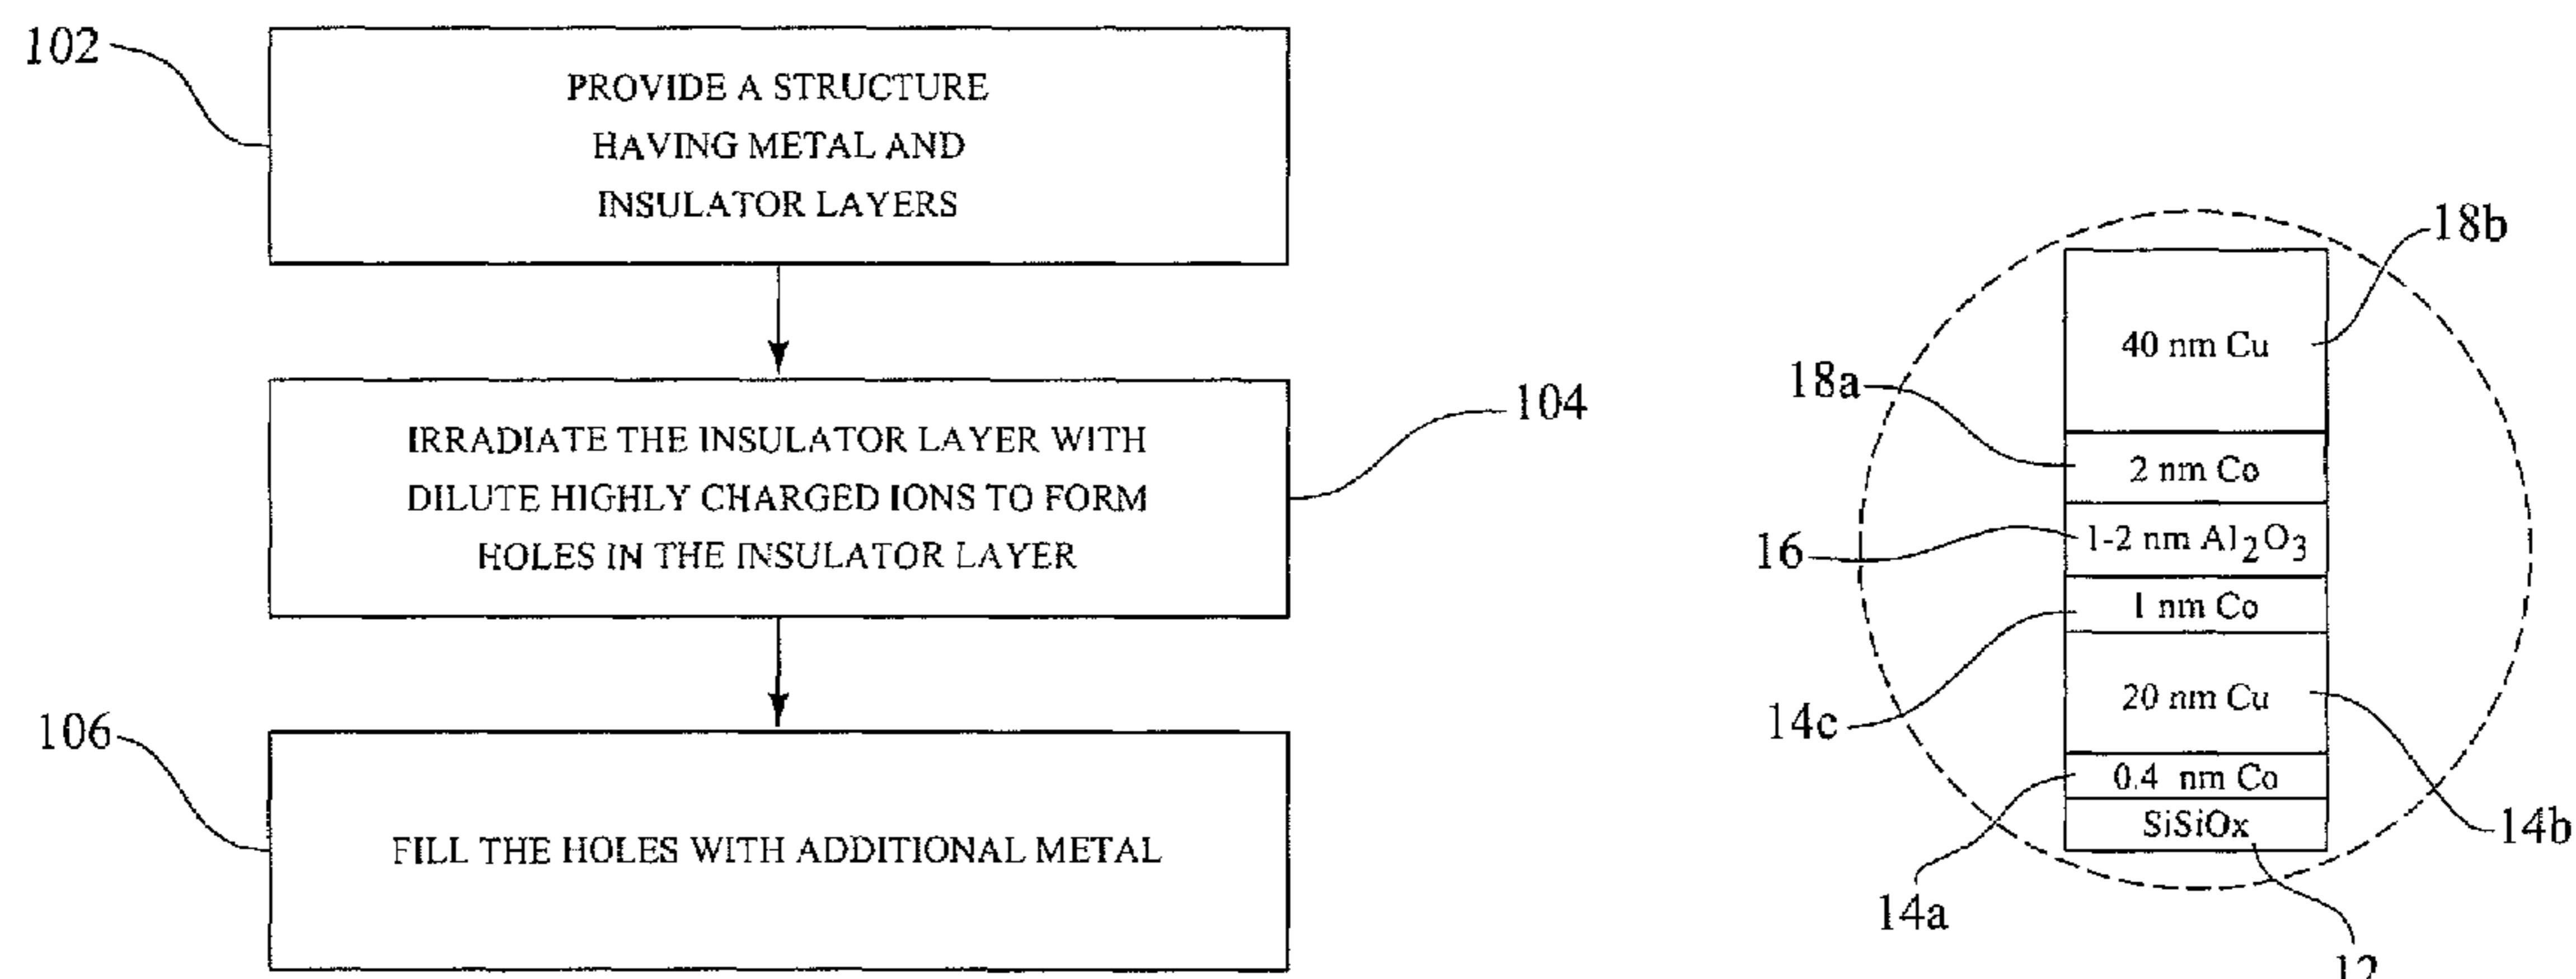 102
PROVIDE A STRUCTURE
HAVING METAL AND
INSULATOR LAYERS
IRRADIATE THE INSULATOR LAYER WITH
DILUTE HIGHLY CHARGED IONS TO FORM
HOLES IN THE INSULATOR LAYER
104
106
FILL THE HOLES WITH ADDITIONAL METAL
18b
40 nm Cu
18a
2 nm Co
16
1-2 nm Al₂O₃
1 nm Co
14c
20 nm Cu
0.4 nm Co
SiSiOx
14b
14a
12